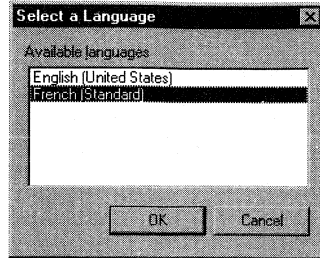 Select a Language
Available languages
English (United States)
French (Standard)
OK
Cancel